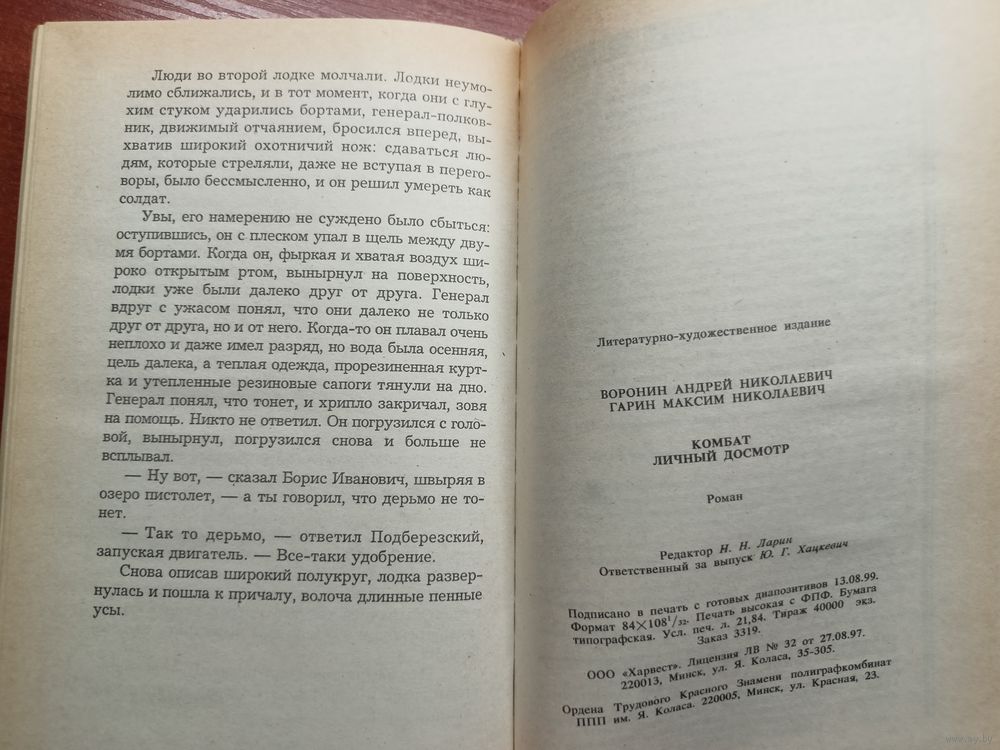 Люди во второй лодке молчали. Лодки неумо-
лимо сближались, и в тот момент, когда они с глу-
хим стуком ударились бортами, генерал-полков-
ник, движимый отчаянием, бросился вперед, вы-
хватив широкий охотничий нож: сдаваться лю-
дям, которые стреляли, даже не вступая в перего-
воры, было бессмысленно, и он решил умереть как
солдат.
Увы, его намерению не суждено было сбыться:
оступившись, он с плеском упал в щель между дву-
мя бортами. Когда он, фыркая и хватая воздух ши-
роко открытым ртом, вынырнул на поверхность,
лодки уже были далеко друг от друга. Генерал
вдруг с ужасом понял, что они далеко не только
друг от друга, но и от него. Когда-то он плавал очень
неплохо и даже имел разряд, но вода была осенняя,
цель далека, а теплая одежда, прорезиненная курт-
ка и утепленные резиновые сапоги тянули на дно.
Генерал понял, что тонет, и хрипло закричал, зовя
на помощь. Никто не ответил. Он погрузился с голо-
вой, вынырнул, погрузился снова и больше не
всплывал.
— Ну вот, — сказал Борис Иванович, швыряя в
озеро пистолет, — а ты говорил, что дерьмо не то-
нет.
— Так то дерьмо, — ответил Подберезский,
запуская двигатель. — Все-таки удобрение.
Снова описав широкий полукруг, лодка развер-
нулась и пошла к причалу, волоча длинные пенные
усы.
Литературно-художественное издание
ВОРОНИН АНДРЕЙ НИКОЛАЕВИЧ
ГАРИН МАКСИМ НИКОЛАЕВИЧ
КОМБАТ
ЛИЧНЫЙ ДОСМОТР
Роман
Редактор Н. Н. Ларин
Ответственный за выпуск Ю. Г. Хацкевич
Подписано в печать с готовых диапозитивов 13.08.99.
Формат 84×108¹/₃₂. Печать высокая с ФПФ. Бумага
типографская. Усл. печ. л. 21,84. Тираж 40000 экз.
Заказ 3319.
ООО «Харвест». Лицензия ЛВ № 32 от 27.08.97.
220013, Минск, ул. Я. Коласа, 35-305.
Ордена Трудового Красного Знамени полиграфкомбинат
ППП им. Я. Коласа. 220005, Минск, ул. Красная, 23.
www.ay.by